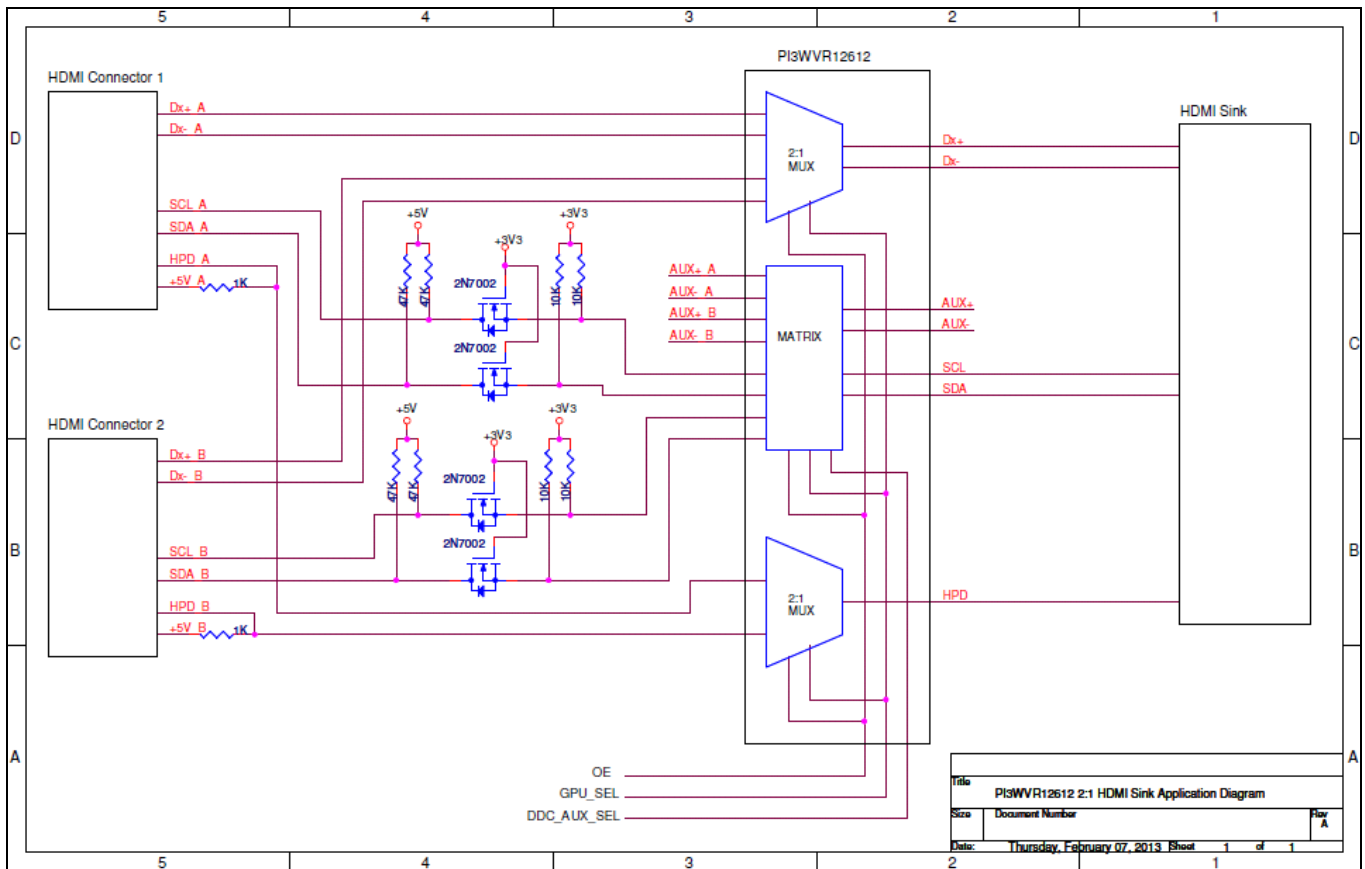 5 4 3 2 1
PI3WVR12612
HDMI Connector 1
Dx+ A
Dx- A
SCL A
SDA A
HPD A
+5V A
1K
HDMI Sink
2:1
MUX
Dx+
Dx-
+5V
+3V3
+3V3
47K
47K
10K
10K
2N7002
2N7002
AUX+ A
AUX- A
AUX+ B
AUX- B
MATRIX
AUX+
AUX-
SCL
SDA
HDMI Connector 2
Dx+ B
Dx- B
SCL B
SDA B
HPD B
+5V B
1K
+5V
+3V3
+3V3
47K
47K
10K
10K
2N7002
2N7002
2:1
MUX
HPD
OE
GPU_SEL
DDC_AUX_SEL
D
D
C
C
B
B
A
A
Title
PI3WVR12612 2:1 HDMI Sink Application Diagram
Size Document Number Rev
A
Date: Thursday, February 07, 2013 Sheet 1 of 1
5 4 3 2 1